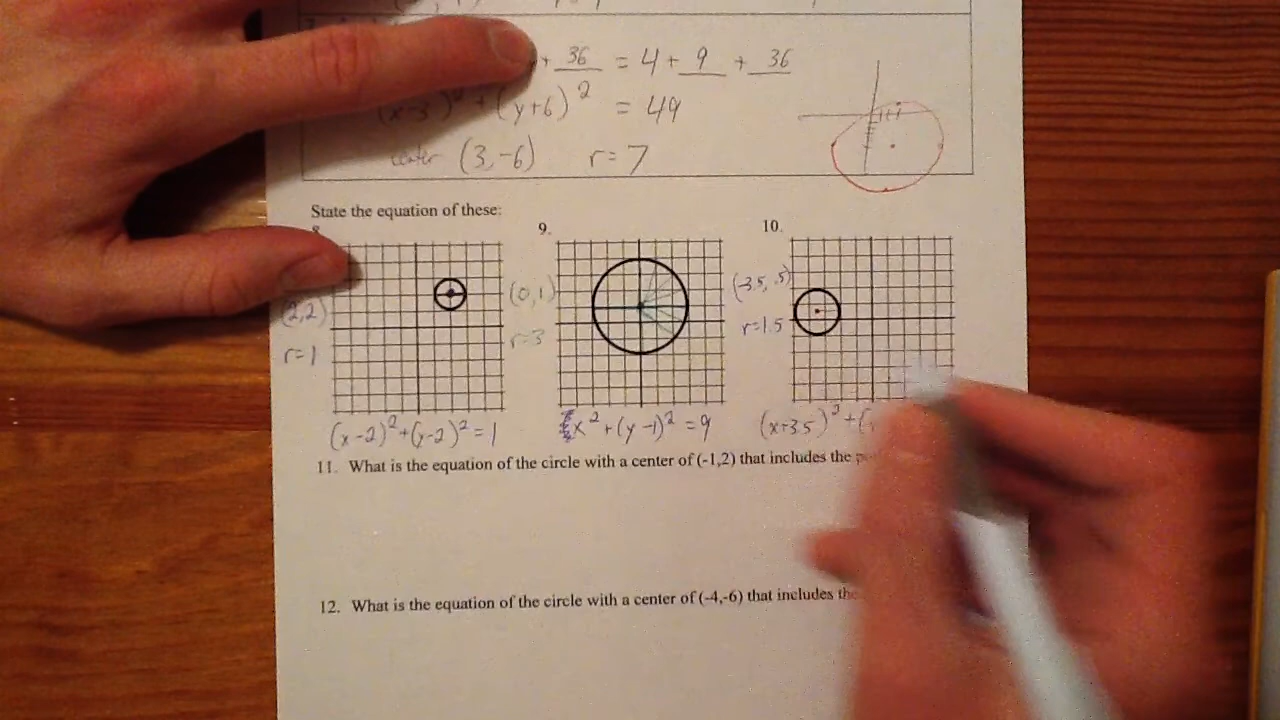 + 36 = 4 + 9 + 36
(x-3)² + (y+6)² = 49
center (3,-6) r=7
State the equation of these:
8.
9.
10.
(2,2)
r=1
(0,1)
r=3
(-3.5, .5)
r=1.5
(x-2)²+(y-2)²=1
x²+(y-1)²=9
(x+3.5)²+(
11. What is the equation of the circle with a center of (-1,2) that includes the
12. What is the equation of the circle with a center of (-4,-6) that includes the